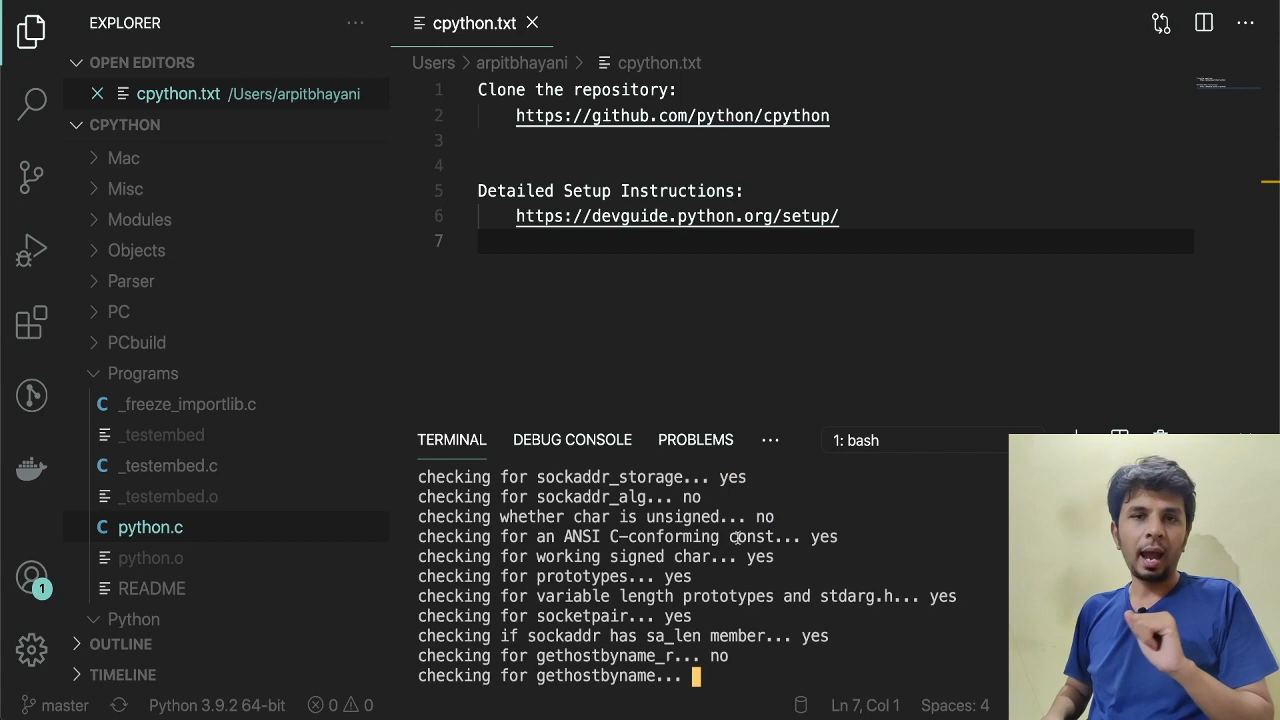 EXPLORER
OPEN EDITORS
cpython.txt /Users/arpitbhayani
CPYTHON
Mac
Misc
Modules
Objects
Parser
PC
PCbuild
Programs
C _freeze_importlib.c
_testembed
C _testembed.c
_testembed.o
C python.c
python.o
README
Python
OUTLINE
TIMELINE
1
cpython.txt
Users > arpitbhayani > cpython.txt
1 Clone the repository:
2 https://github.com/python/cpython
3
4
5 Detailed Setup Instructions:
6 https://devguide.python.org/setup/
7
TERMINAL DEBUG CONSOLE PROBLEMS ... 1: bash
checking for sockaddr_storage... yes
checking for sockaddr_alg... no
checking whether char is unsigned... no
checking for an ANSI C-conforming const... yes
checking for working signed char... yes
checking for prototypes... yes
checking for variable length prototypes and stdarg.h... yes
checking for socketpair... yes
checking if sockaddr has sa_len member... yes
checking for gethostbyname_r... no
checking for gethostbyname...
master Python 3.9.2 64-bit 0 0 Ln 7, Col 1 Spaces: 4